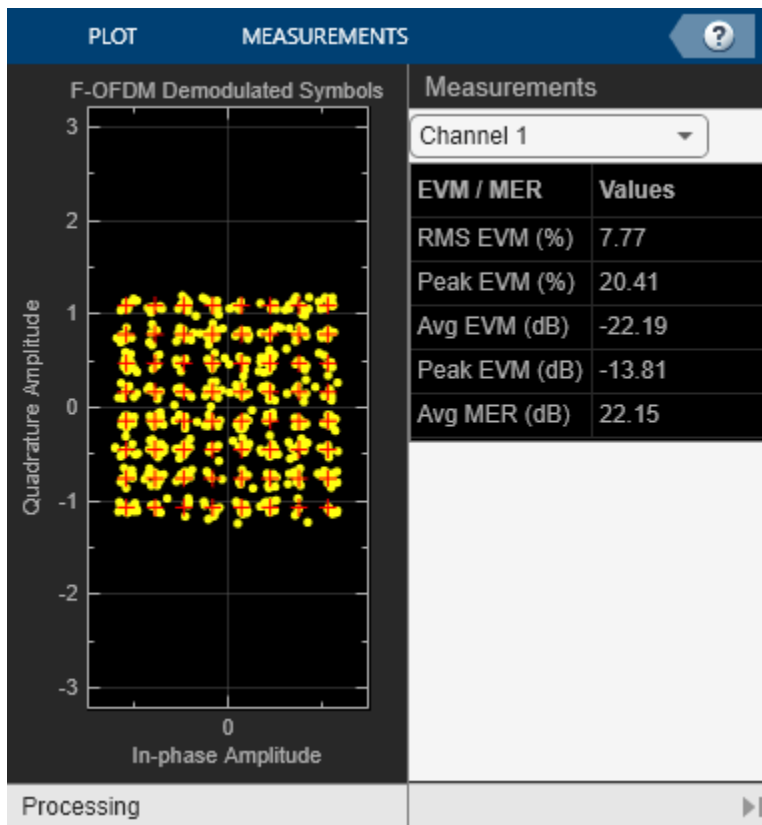 PLOT MEASUREMENTS ?
F-OFDM Demodulated Symbols
3
2
1
0
-1
-2
-3
Quadrature Amplitude
0
In-phase Amplitude
Measurements
Channel 1
EVM / MER Values
RMS EVM (%) 7.77
Peak EVM (%) 20.41
Avg EVM (dB) -22.19
Peak EVM (dB) -13.81
Avg MER (dB) 22.15
Processing